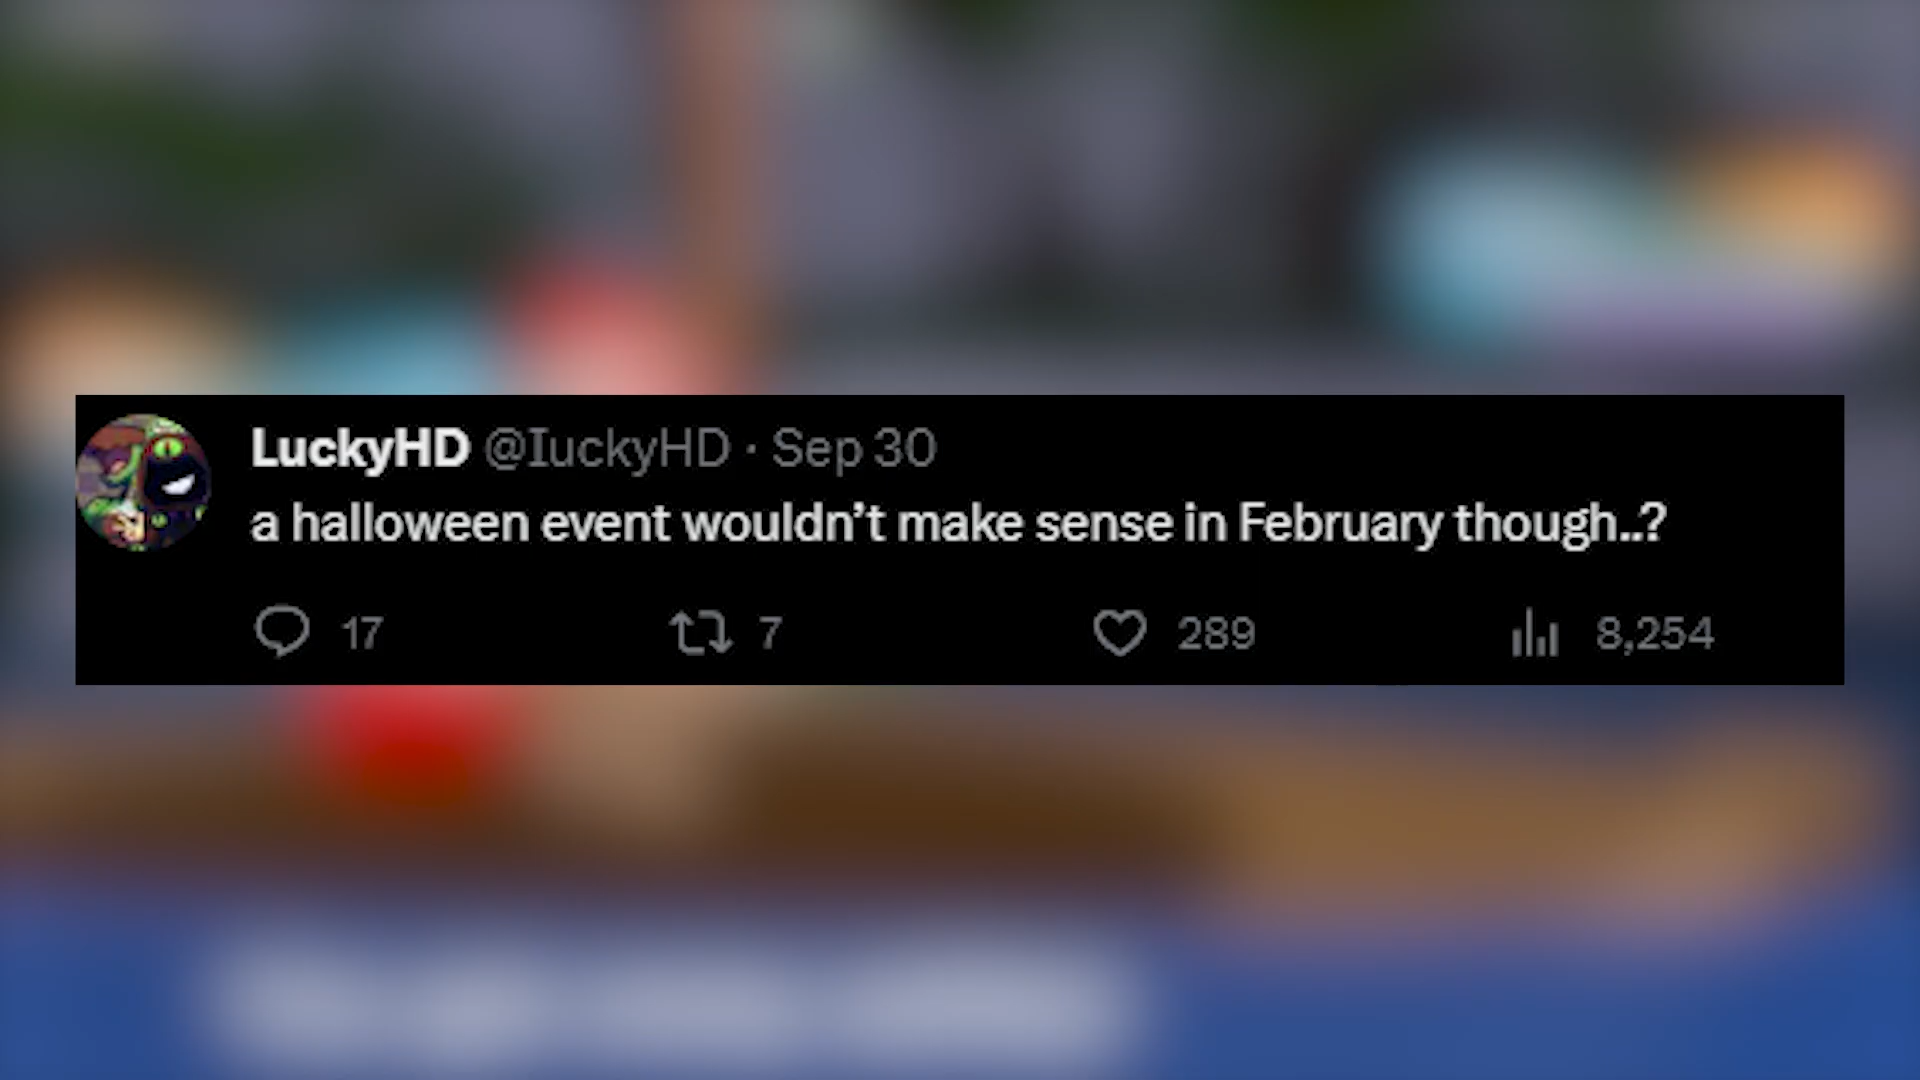 LuckyHD @IuckyHD · Sep 30
a halloween event wouldn’t make sense in February though..?
17 7 289 8,254